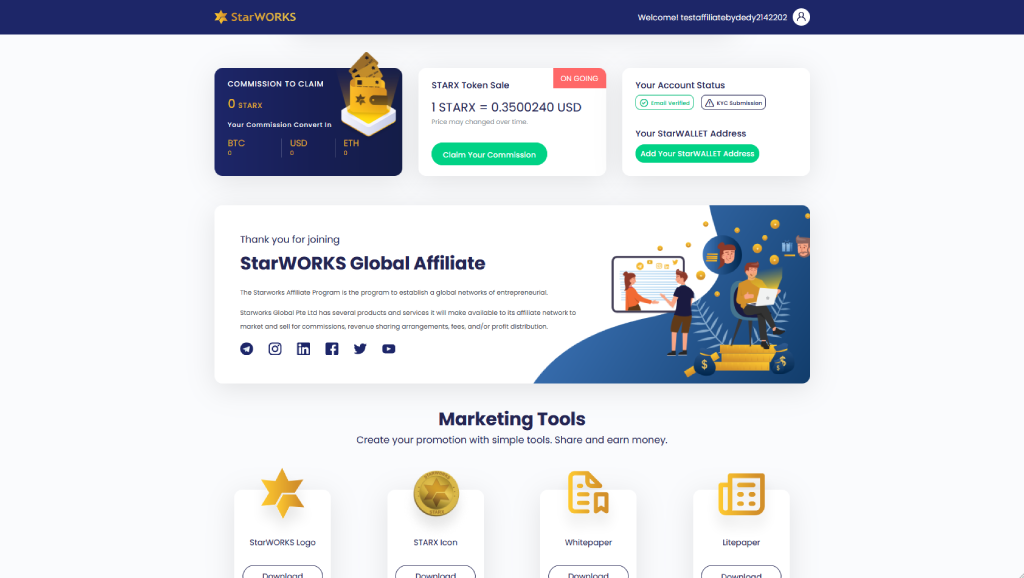 StarWORKS
Welcome! testaffiliatebydedy2142202
COMMISSION TO CLAIM
0 STARX
Your Commission Convert In
BTC USD ETH
0 0 0
STARX Token Sale
ON GOING
1 STARX = 0.3500240 USD
Price may changed over time.
Claim Your Commission
Your Account Status
Email Verified KYC Submission
Your StarWALLET Address
Add Your StarWALLET Address
Thank you for joining
StarWORKS Global Affiliate
The Starworks Affiliate Program is the program to establish a global networks of entrepreneurial.
Starworks Global Pte Ltd has several products and services it will make available to its affiliate network to
market and sell for commissions, revenue sharing arrangements, fees, and/or profit distribution.
Marketing Tools
Create your promotion with simple tools. Share and earn money.
StarWORKS Logo STARX Icon Whitepaper Litepaper
Download Download Download Download